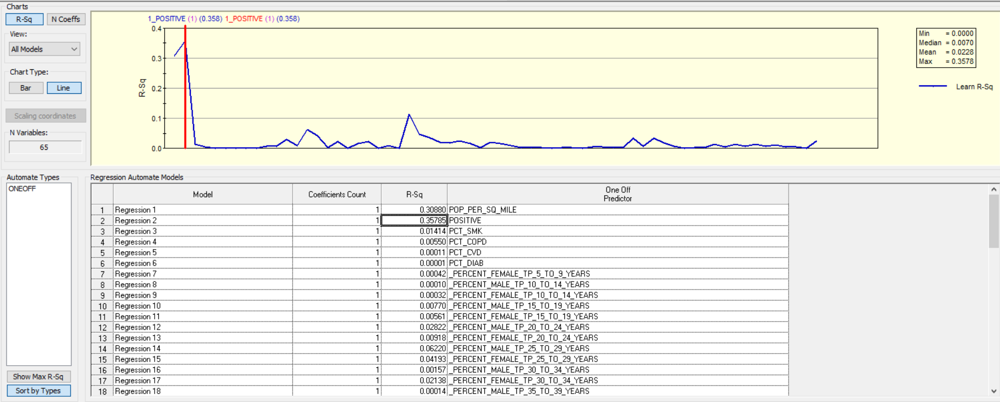 Charts
R-Sq N Coeffs
View:
All Models
Chart Type:
Bar Line
Scaling coordinates
N Variables:
65
1_POSITIVE (1) (0.358) 1_POSITIVE (1) (0.358)
R-Sq
0.4
0.3
0.2
0.1
0.0
Min = 0.0000
Median = 0.0070
Mean = 0.0228
Max = 0.3578
Learn R-Sq
Automate Types
ONEOFF
Show Max R-Sq
Sort by Types
Regression Automate Models
Model Coefficients Count R-Sq One Off Predictor
1 Regression 1 1 0.30880 POP_PER_SQ_MILE
2 Regression 2 1 0.35785 POSITIVE
3 Regression 3 1 0.01414 PCT_SMK
4 Regression 4 1 0.00550 PCT_COPD
5 Regression 5 1 0.00011 PCT_CVD
6 Regression 6 1 0.00001 PCT_DIAB
7 Regression 7 1 0.00042 _PERCENT_FEMALE_TP_5_TO_9_YEARS
8 Regression 8 1 0.00010 _PERCENT_MALE_TP_10_TO_14_YEARS
9 Regression 9 1 0.00032 _PERCENT_FEMALE_TP_10_TO_14_YEARS
10 Regression 10 1 0.00770 _PERCENT_MALE_TP_15_TO_19_YEARS
11 Regression 11 1 0.00561 _PERCENT_FEMALE_TP_15_TO_19_YEARS
12 Regression 12 1 0.02822 _PERCENT_MALE_TP_20_TO_24_YEARS
13 Regression 13 1 0.00918 _PERCENT_FEMALE_TP_20_TO_24_YEARS
14 Regression 14 1 0.06220 _PERCENT_MALE_TP_25_TO_29_YEARS
15 Regression 15 1 0.04193 _PERCENT_FEMALE_TP_25_TO_29_YEARS
16 Regression 16 1 0.00157 _PERCENT_MALE_TP_30_TO_34_YEARS
17 Regression 17 1 0.02138 _PERCENT_FEMALE_TP_30_TO_34_YEARS
18 Regression 18 1 0.00014 _PERCENT_MALE_TP_35_TO_39_YEARS